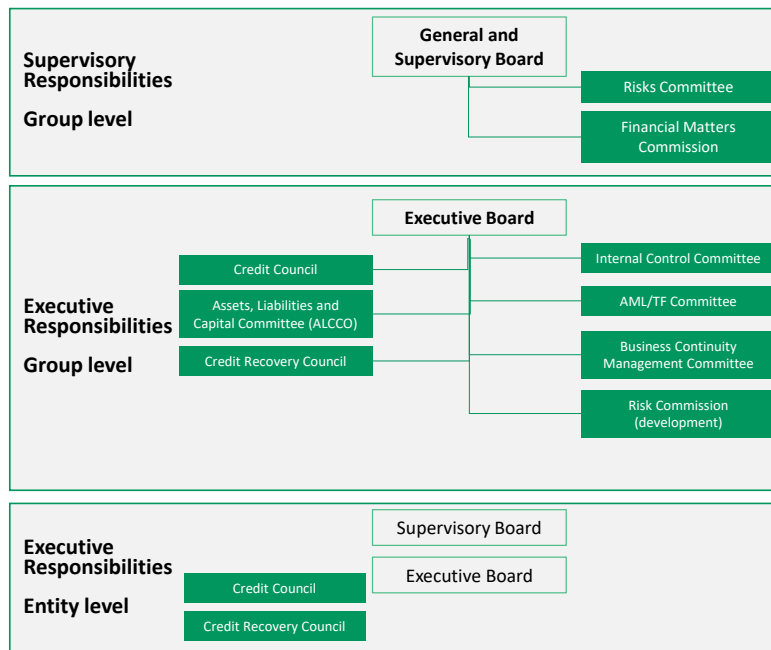 Supervisory
Responsibilities
Group level
General and
Supervisory Board
Risks Committee
Financial Matters
Commission
Executive
Responsibilities
Group level
Executive Board
Credit Council
Assets, Liabilities and
Capital Committee (ALCCO)
Credit Recovery Council
Internal Control Committee
AML/TF Committee
Business Continuity
Management Committee
Risk Commission
(development)
Executive
Responsibilities
Entity level
Supervisory Board
Executive Board
Credit Council
Credit Recovery Council